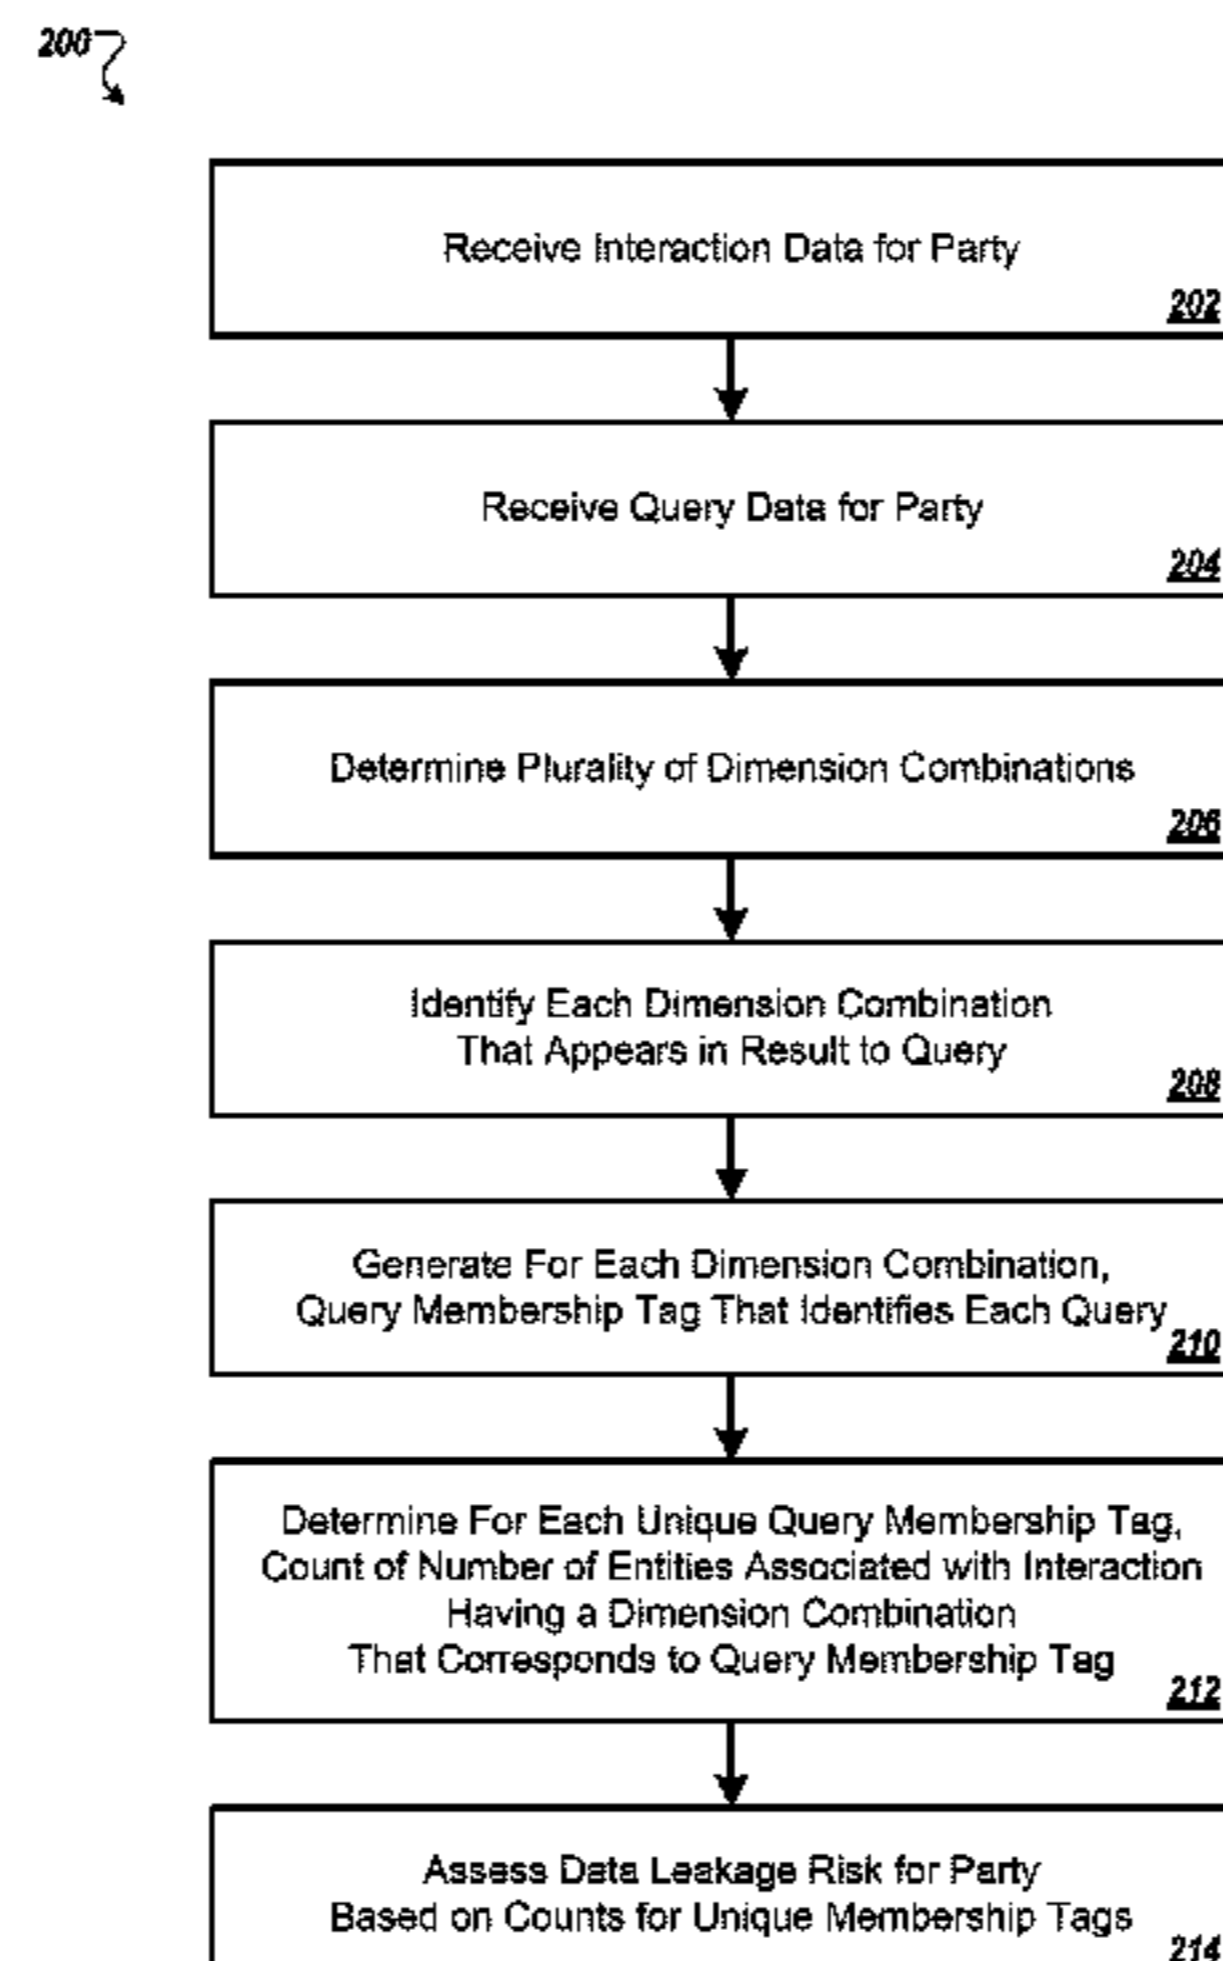 200
Receive Interaction Data for Party
202
Receive Query Data for Party
204
Determine Plurality of Dimension Combinations
206
Identify Each Dimension Combination
That Appears in Result to Query
208
Generate For Each Dimension Combination,
Query Membership Tag That Identifies Each Query
210
Determine For Each Unique Query Membership Tag,
Count of Number of Entities Associated with Interaction
Having a Dimension Combination
That Corresponds to Query Membership Tag
212
Assess Data Leakage Risk for Party
Based on Counts for Unique Membership Tags
214